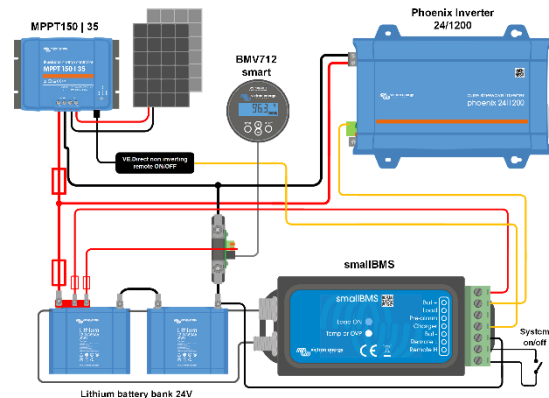 MPPT150 | 35
MPPT 150 | 35
BMV712
smart
Phoenix Inverter
24/1200
phoenix 24|1200
VE.Direct non inverting
remote ON/OFF
smallBMS
smallBMS
Load ON
Temp or OVP
Bat +
Load
Pre-alarm
Charger
Bat -
Remote L
Remote H
System
on/off
Lithium battery bank 24V